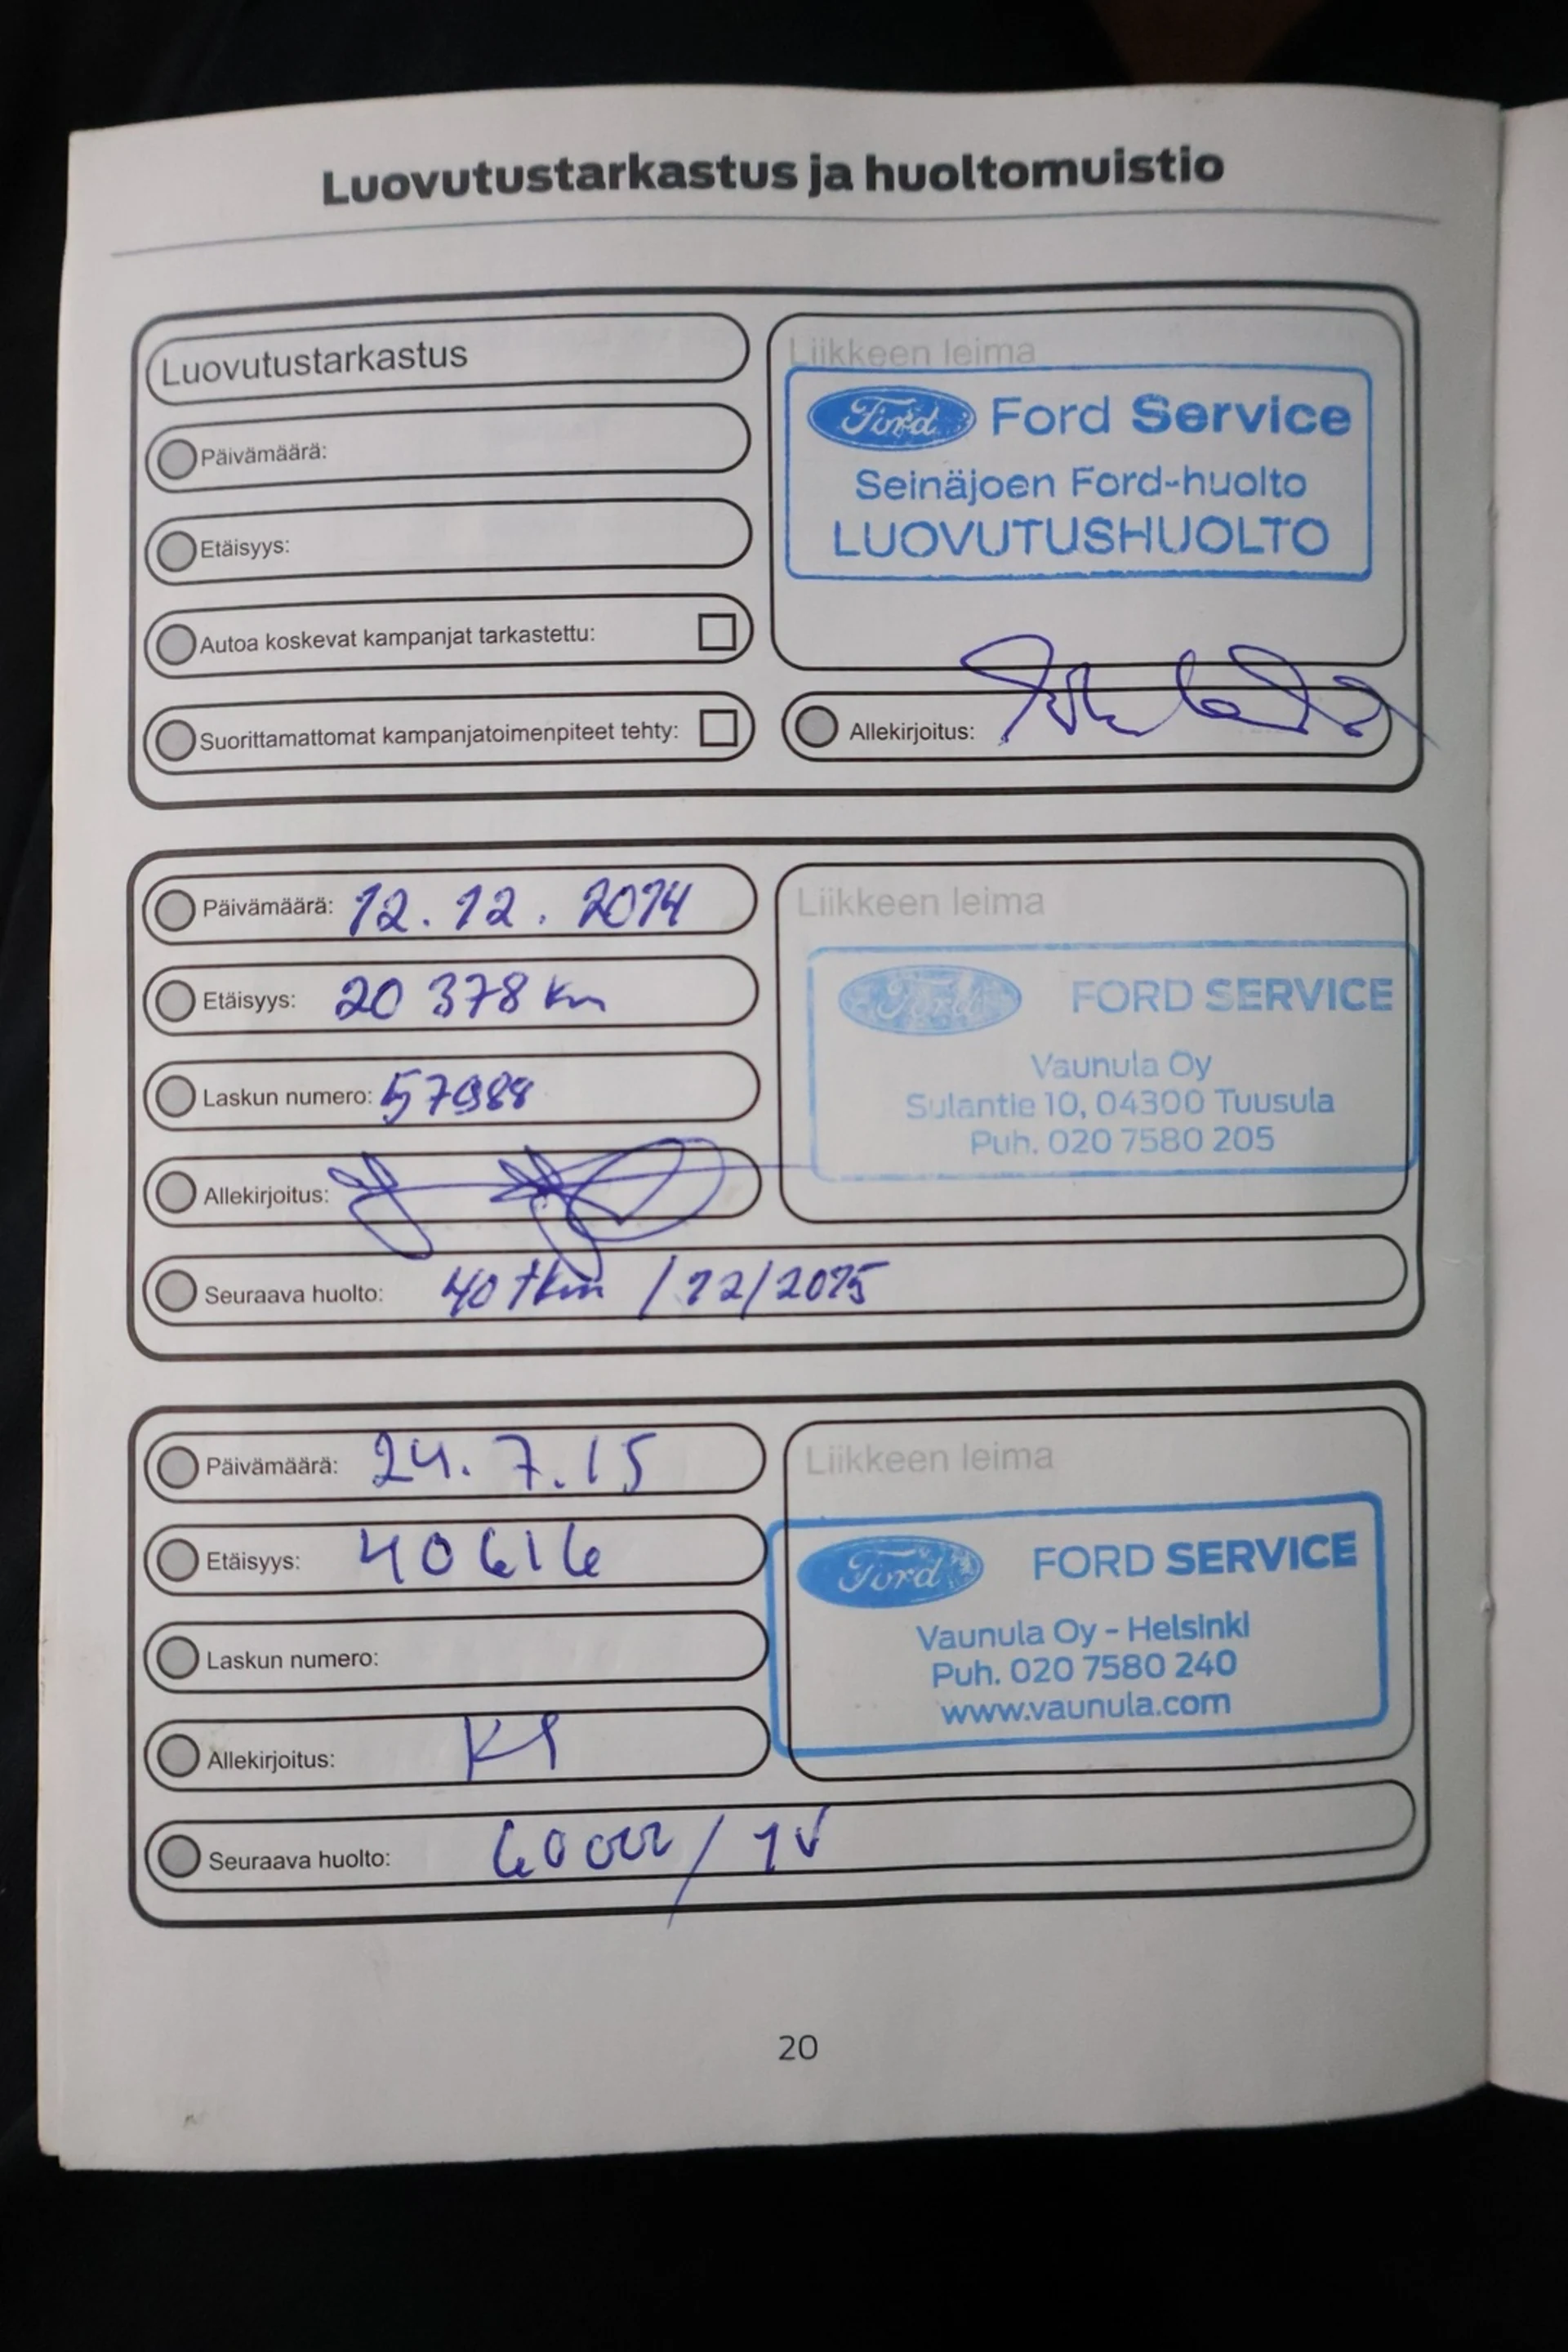 Luovutustarkastus ja huoltomuistio
Luovutustarkastus
Päivämäärä:
Etäisyys:
Autoa koskevat kampanjat tarkastettu:
Suorittamattomat kampanjatoimenpiteet tehty:
Liikkeen leima
Ford Ford Service
Seinäjoen Ford-huolto
LUOVUTUSHUOLTO
Allekirjoitus:
Päivämäärä: 12.12.2014
Etäisyys: 20 378 km
Laskun numero: 57988
Allekirjoitus:
Seuraava huolto: 40 tkm / 12/2015
Liikkeen leima
Ford FORD SERVICE
Vaunula Oy
Sulantie 10, 04300 Tuusula
Puh. 020 7580 205
Päivämäärä: 24.7.15
Etäisyys: 40616
Laskun numero:
Allekirjoitus:
Seuraava huolto: 60000 / 1V
Liikkeen leima
Ford FORD SERVICE
Vaunula Oy - Helsinki
Puh. 020 7580 240
www.vaunula.com
20